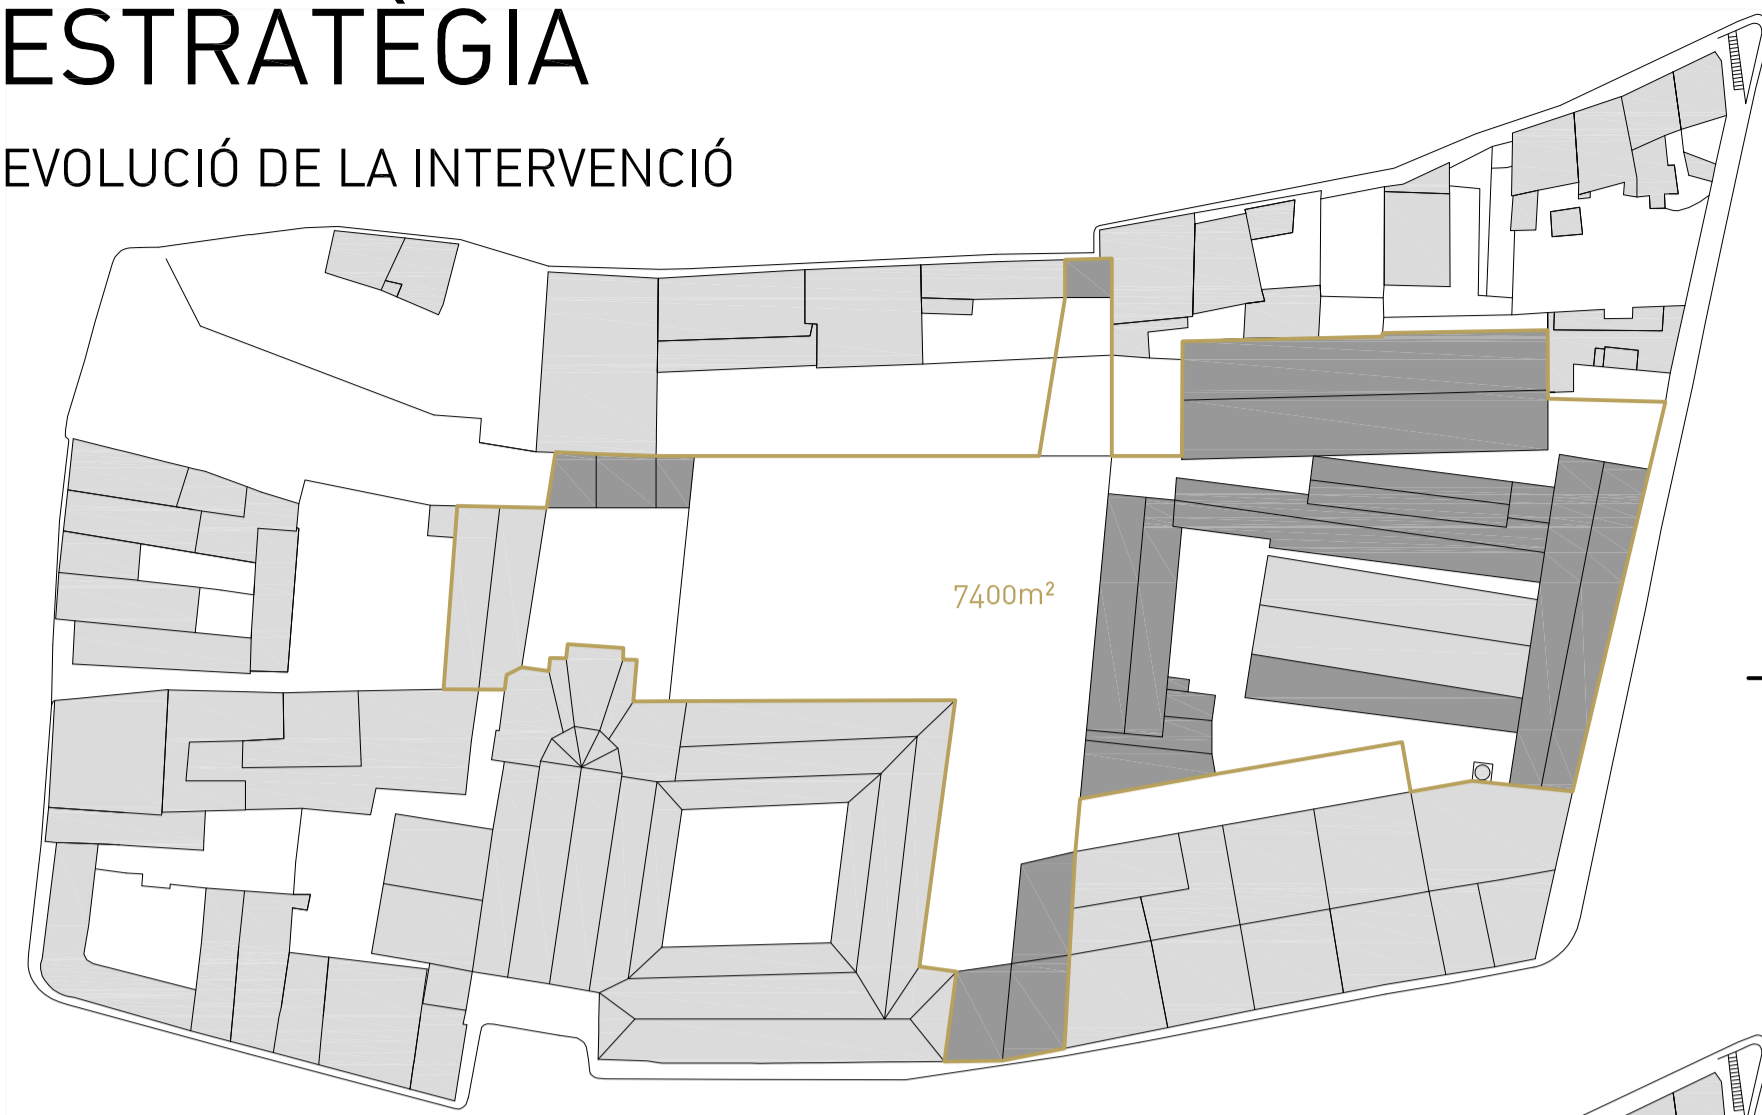 ESTRATÈGIA
EVOLUCIÓ DE LA INTERVENCIÓ
7400m²